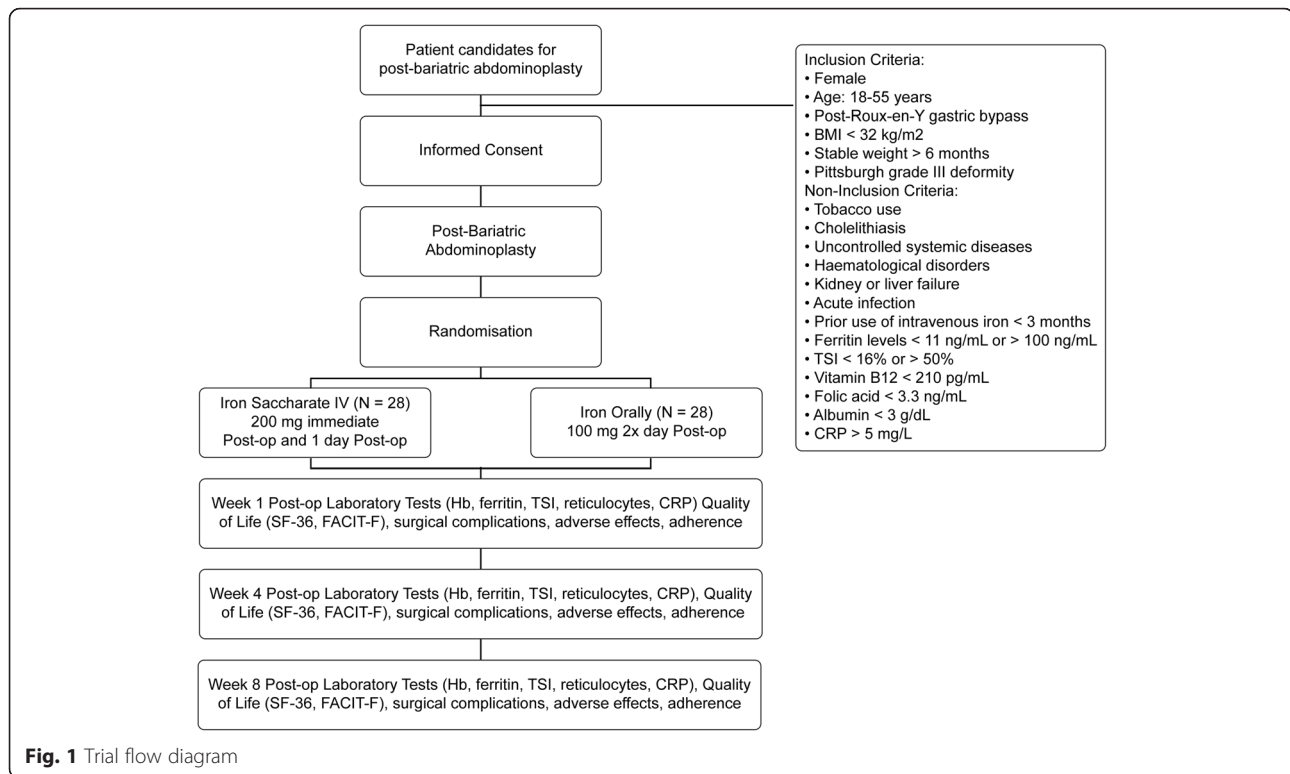 Patient candidates for
post-bariatric abdominoplasty
Inclusion Criteria:
• Female
• Age: 18-55 years
• Post-Roux-en-Y gastric bypass
• BMI < 32 kg/m2
• Stable weight > 6 months
• Pittsburgh grade III deformity
Non-Inclusion Criteria:
• Tobacco use
• Cholelithiasis
• Uncontrolled systemic diseases
• Haematological disorders
• Kidney or liver failure
• Acute infection
• Prior use of intravenous iron < 3 months
• Ferritin levels < 11 ng/mL or > 100 ng/mL
• TSI < 16% or > 50%
• Vitamin B12 < 210 pg/mL
• Folic acid < 3.3 ng/mL
• Albumin < 3 g/dL
• CRP > 5 mg/L
Informed Consent
Post-Bariatric
Abdominoplasty
Randomisation
Iron Saccharate IV (N = 28)
200 mg immediate
Post-op and 1 day Post-op
Iron Orally (N = 28)
100 mg 2x day Post-op
Week 1 Post-op Laboratory Tests (Hb, ferritin, TSI, reticulocytes, CRP) Quality
of Life (SF-36, FACIT-F), surgical complications, adverse effects, adherence
Week 4 Post-op Laboratory Tests (Hb, ferritin, TSI, reticulocytes, CRP), Quality
of Life (SF-36, FACIT-F), surgical complications, adverse effects, adherence
Week 8 Post-op Laboratory Tests (Hb, ferritin, TSI, reticulocytes, CRP), Quality
of Life (SF-36, FACIT-F), surgical complications, adverse effects, adherence
Fig. 1 Trial flow diagram